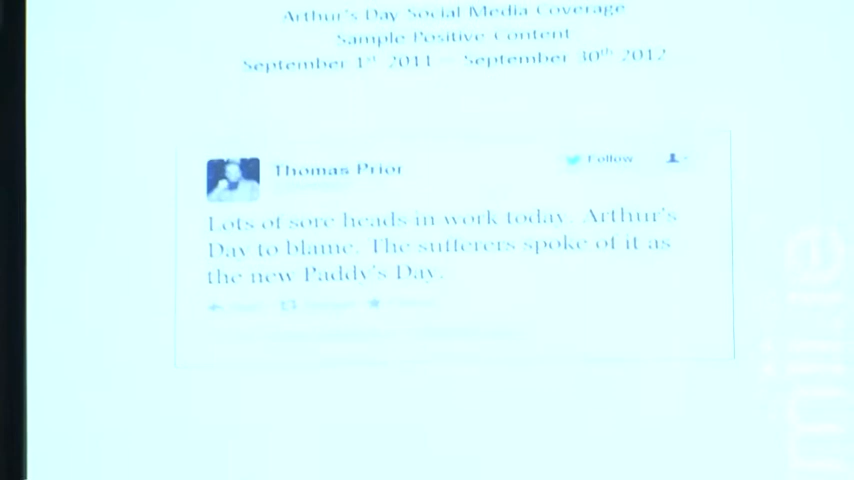 Arthur's Day Social Media Coverage
Sample Positive Content
September 1st 2011 – September 30th 2012
Thomas Prior
Follow
Lots of sore heads in work today. Arthur's
Day to blame. The sufferers spoke of it as
the new Paddy's Day.